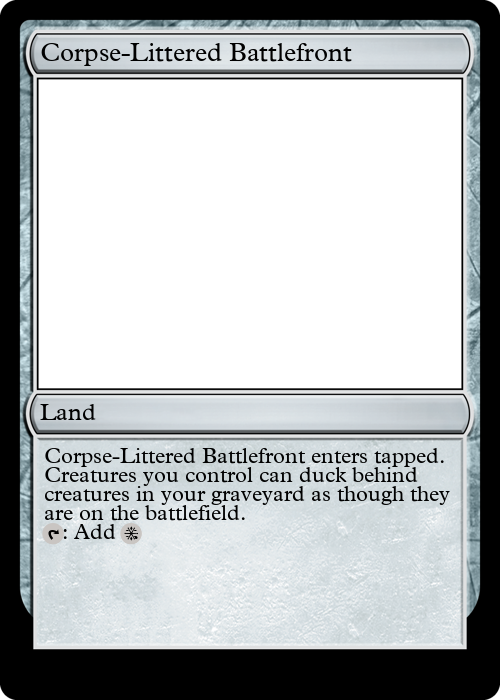 Corpse-Littered Battlefront
Land
Corpse-Littered Battlefront enters tapped.
Creatures you control can duck behind
creatures in your graveyard as though they
are on the battlefield.
: Add